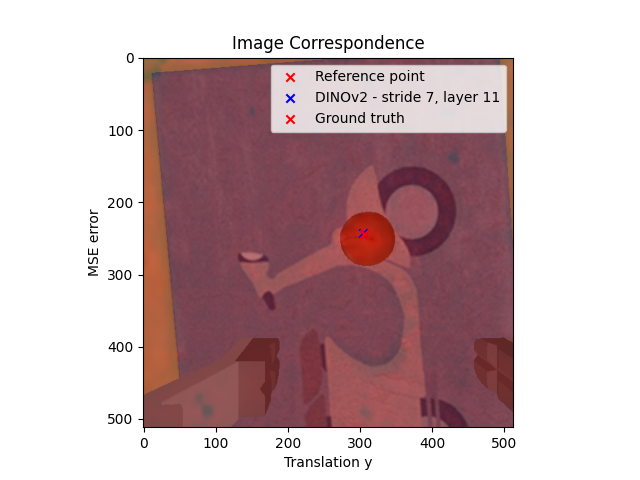 Image Correspondence
Reference point
DINOv2 - stride 7, layer 11
Ground truth
MSE error
0
100
200
300
400
500
0 100 200 300 400 500
Translation y